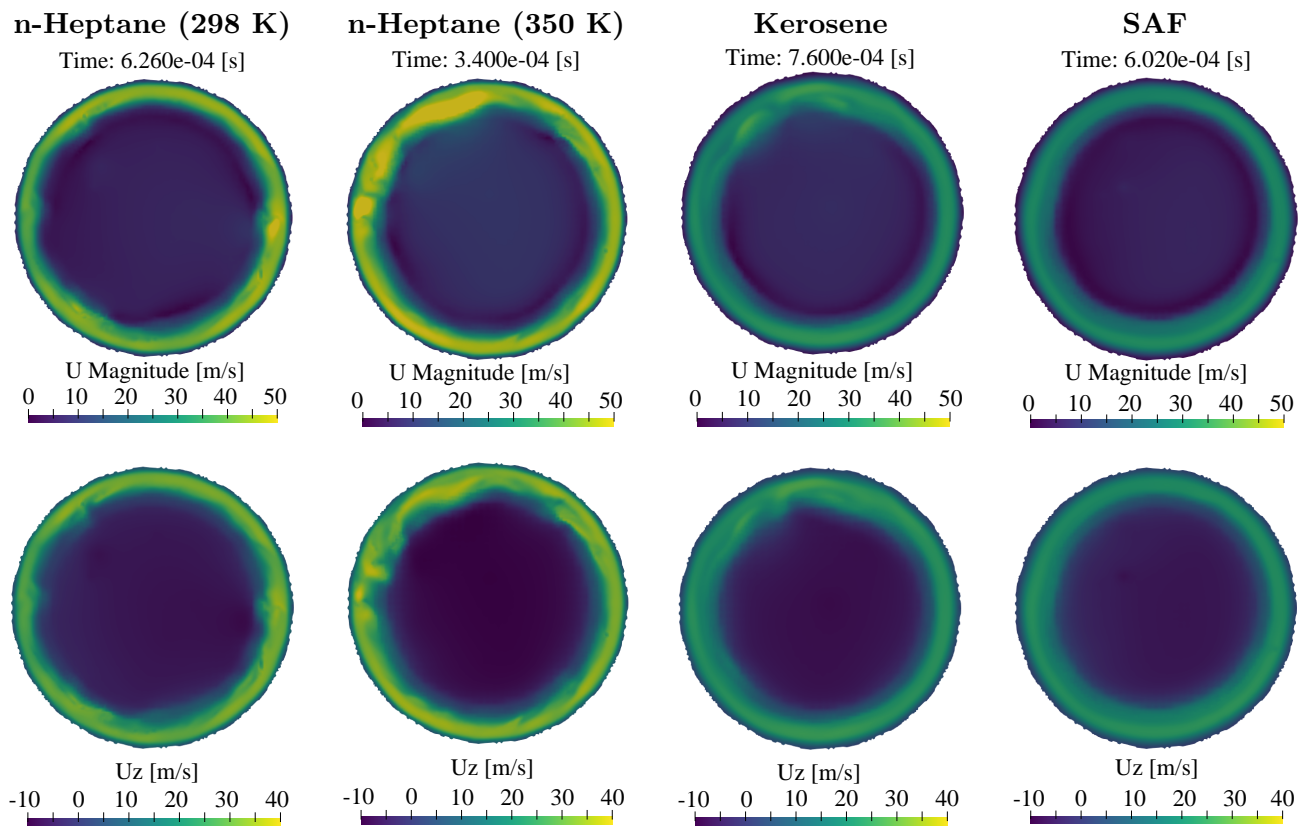 n-Heptane (298 K) n-Heptane (350 K) Kerosene SAF
Time: 6.260e-04 [s] Time: 3.400e-04 [s] Time: 7.600e-04 [s] Time: 6.020e-04 [s]
U Magnitude [m/s] U Magnitude [m/s] U Magnitude [m/s] U Magnitude [m/s]
0 10 20 30 40 50 0 10 20 30 40 50 0 10 20 30 40 50 0 10 20 30 40 50
Uz [m/s] Uz [m/s] Uz [m/s] Uz [m/s]
-10 0 10 20 30 40 -10 0 10 20 30 40 -10 0 10 20 30 40 -10 0 10 20 30 40